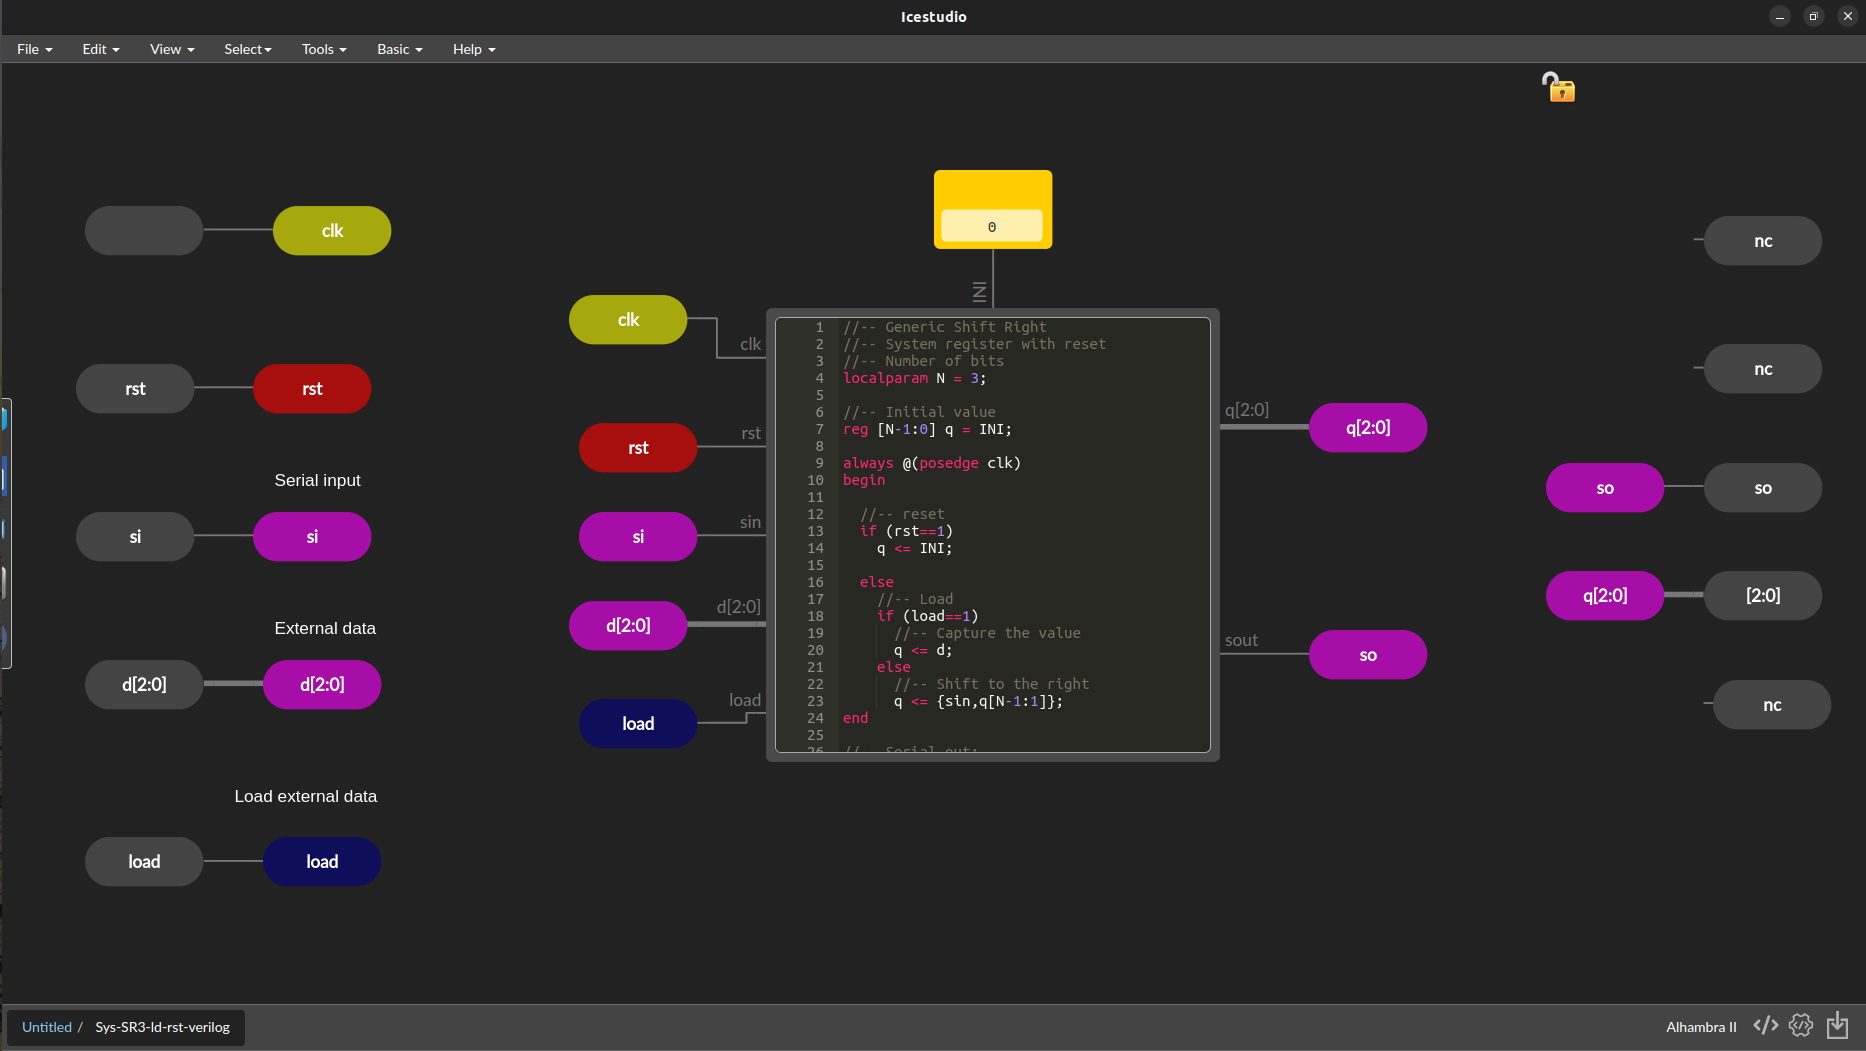 Icestudio
File Edit View Select Tools Basic Help
0
INI
clk
rst rst
Serial input
si si
External data
d[2:0] d[2:0]
Load external data
load load
clk clk
rst rst
si sin
d[2:0] d[2:0]
load load
1 //-- Generic Shift Right
2 //-- System register with reset
3 //-- Number of bits
4 localparam N = 3;
5
6 //-- Initial value
7 reg [N-1:0] q = INI;
8
9 always @(posedge clk)
10 begin
11
12 //-- reset
13 if (rst==1)
14 q <= INI;
15
16 else
17 //-- Load
18 if (load==1)
19 //-- Capture the value
20 q <= d;
21 else
22 //-- Shift to the right
23 q <= {sin,q[N-1:1]};
24 end
25
26 //-- Serial out;
q[2:0] q[2:0]
sout so
nc
nc
so so
q[2:0] [2:0]
nc
Untitled / Sys-SR3-ld-rst-verilog
Alhambra II